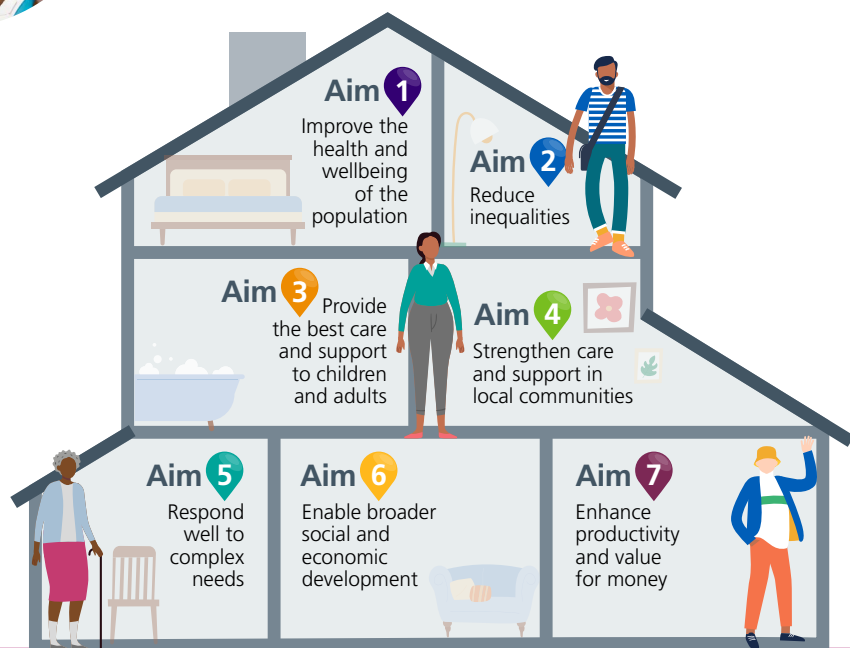 Aim 1
Improve the
health and
wellbeing
of the
population
Aim 2
Reduce
inequalities
Aim 3
Provide
the best care
and support
to children
and adults
Aim 4
Strengthen care
and support in
local communities
Aim 5
Respond
well to
complex
needs
Aim 6
Enable broader
social and
economic
development
Aim 7
Enhance
productivity
and value
for money